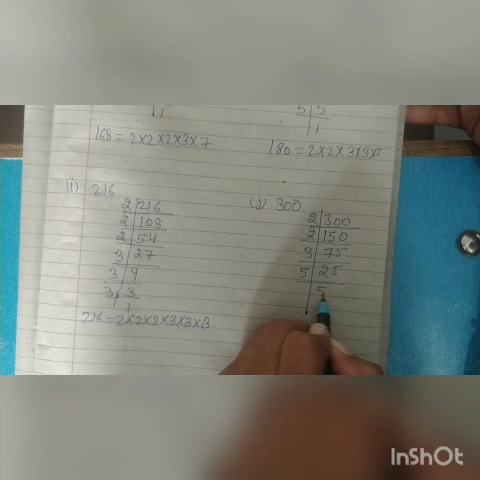 5 | 5
1
168 = 2×2×2×3×7
180 = 2×2×3×3×5
ii) 216
2 | 216
2 | 108
2 | 54
3 | 27
3 | 9
3 | 3
1
216 = 2×2×2×3×3×3
(j) 300
2 | 300
2 | 150
3 | 75
5 | 25
5
InShOt